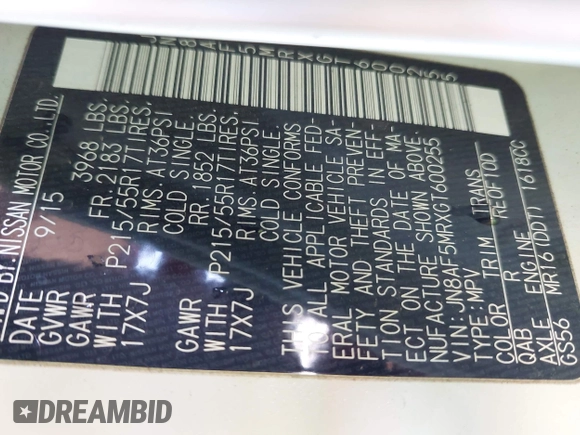 JN8AF5MRXGT600255
BY:NISSAN MOTOR CO.,LTD.
DATE 9/15
GVWR 3968 LBS.
GAWR FR. 2183 LBS.
WITH P215/55R17TIRES.
17X7J RIMS. AT36PSI
COLD SINGLE.
GAWR RR. 1852 LBS.
WITH P215/55R17TIRES.
17X7J RIMS. AT36PSI
COLD SINGLE.
THIS VEHICLE CONFORMS
TO ALL APPLICABLE FED-
ERAL MOTOR VEHICLE SA-
FETY AND THEFT PREVEN-
TION STANDARDS IN EFF-
ECT ON THE DATE OF MA-
NUFACTURE SHOWN ABOVE.
VIN:JN8AF5MRXGT600255
TYPE:MPV
COLOR TRIM TRANS
QAB R RE0F10D
AXLE ENGINE
GS56 MR16(DDT) 1618CC
DREAMBID